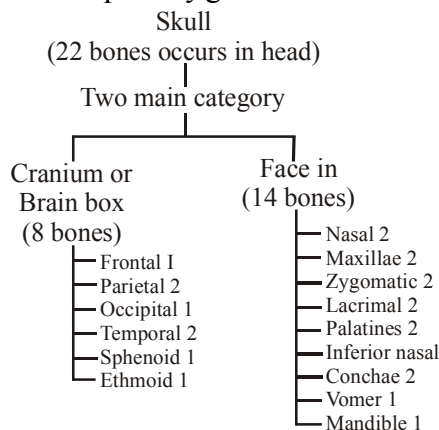 Skull
(22 bones occurs in head)
Two main category
Cranium or
Brain box
(8 bones)
Frontal I
Parietal 2
Occipital 1
Temporal 2
Sphenoid 1
Ethmoid 1
Face in
(14 bones)
Nasal 2
Maxillae 2
Zygomatic 2
Lacrimal 2
Palatines 2
Inferior nasal
Conchae 2
Vomer 1
Mandible 1